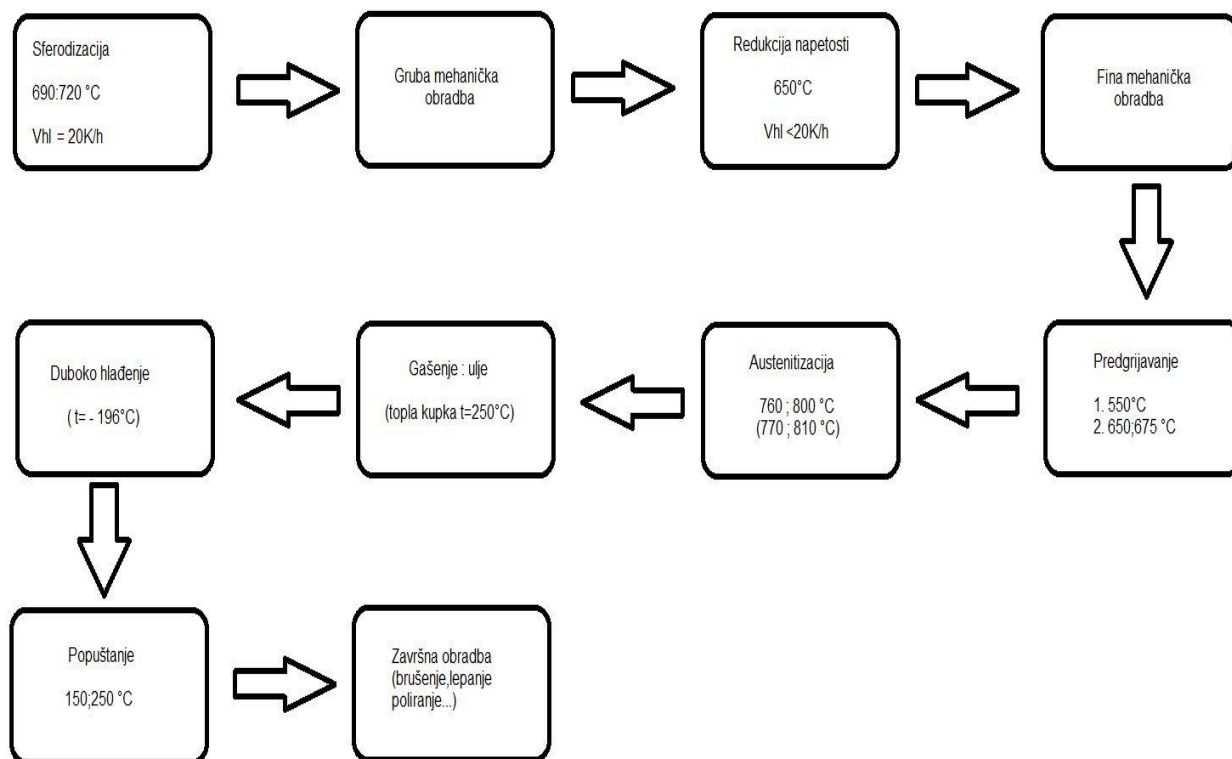 Sferodizacija
690:720 °C
Vhl = 20K/h
Gruba mehanička
obradba
Redukcija napetosti
650°C
Vhl <20K/h
Fina mehanička
obradba
Predgrijavanje
1. 550°C
2. 650;675 °C
Austenitizacija
760 ; 800 °C
(770 ; 810 °C)
Gašenje : ulje
(topla kupka t=250°C)
Duboko hlađenje
( t= - 196°C)
Popuštanje
150;250 °C
Završna obradba
(brušenje,lepanje
poliranje...)